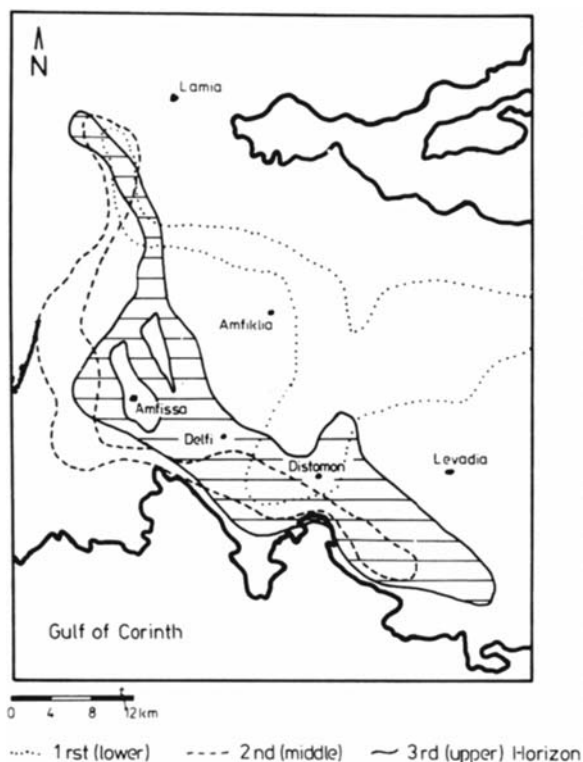 N
Lamia
Amfiklia
Amfissa
Delfi
Distomon
Levadia
Gulf of Corinth
0 4 8 12km
1rst (lower) 2nd (middle) 3rd (upper) Horizon